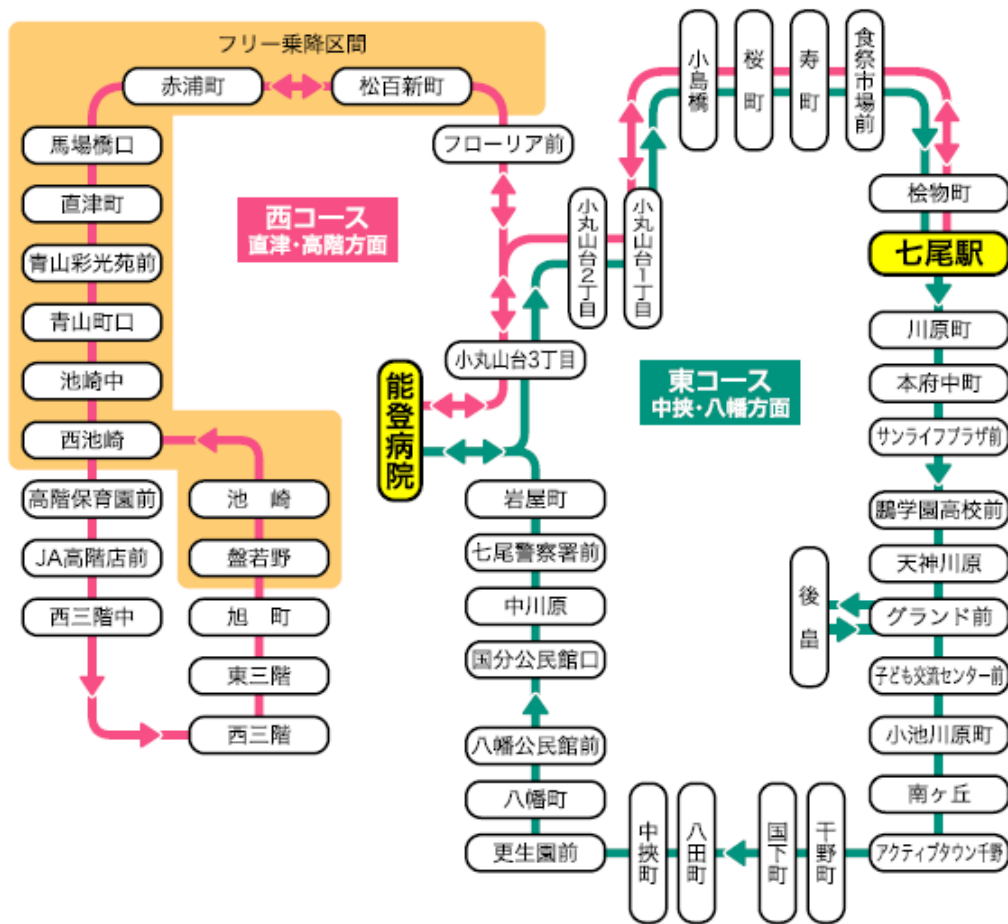 フリー乗降区間
赤浦町
松百新町
馬場橋口
直津町
青山彩光苑前
青山町口
池崎中
西池崎
高階保育園前
JA高階店前
西三階中
池崎
盤若野
旭町
東三階
西三階
西コース
直津・高階方面
フローリア前
小丸山台3丁目
能登病院
小丸山台2丁目
小丸山台1丁目
小島橋
桜町
寿町
食祭市場前
桧物町
七尾駅
東コース
中挾・八幡方面
川原町
本府中町
サンライフプラザ前
鵬学園高校前
天神川原
グランド前
後畠
子ども交流センター前
小池川原町
南ヶ丘
アクティブタウン千野
千野町
国下町
八田町
中挾町
更生園前
八幡町
八幡公民館前
国分公民館口
中川原
七尾警察署前
岩屋町